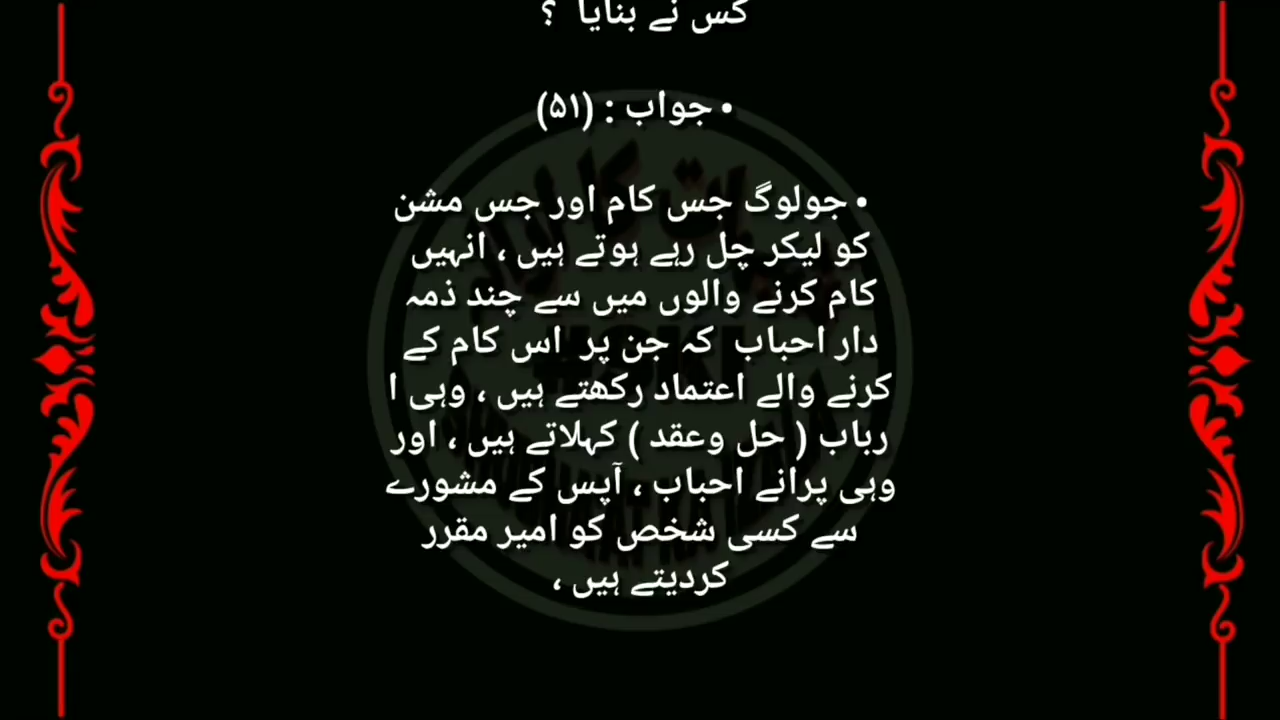 کس نے بنایا ؟
• جواب : (۵۱)
• جولوگ جس کام اور جس مشن
کو لیکر چل رہے ہوتے ہیں ، انہیں
کام کرنے والوں میں سے چند ذمہ
دار احباب کہ جن پر اس کام کے
کرنے والے اعتماد رکھتے ہیں ، وہی ا
رباب ( حل وعقد ) کہلاتے ہیں ، اور
وہی پرانے احباب ، آپس کے مشورے
سے کسی شخص کو امیر مقرر
کردیتے ہیں ،